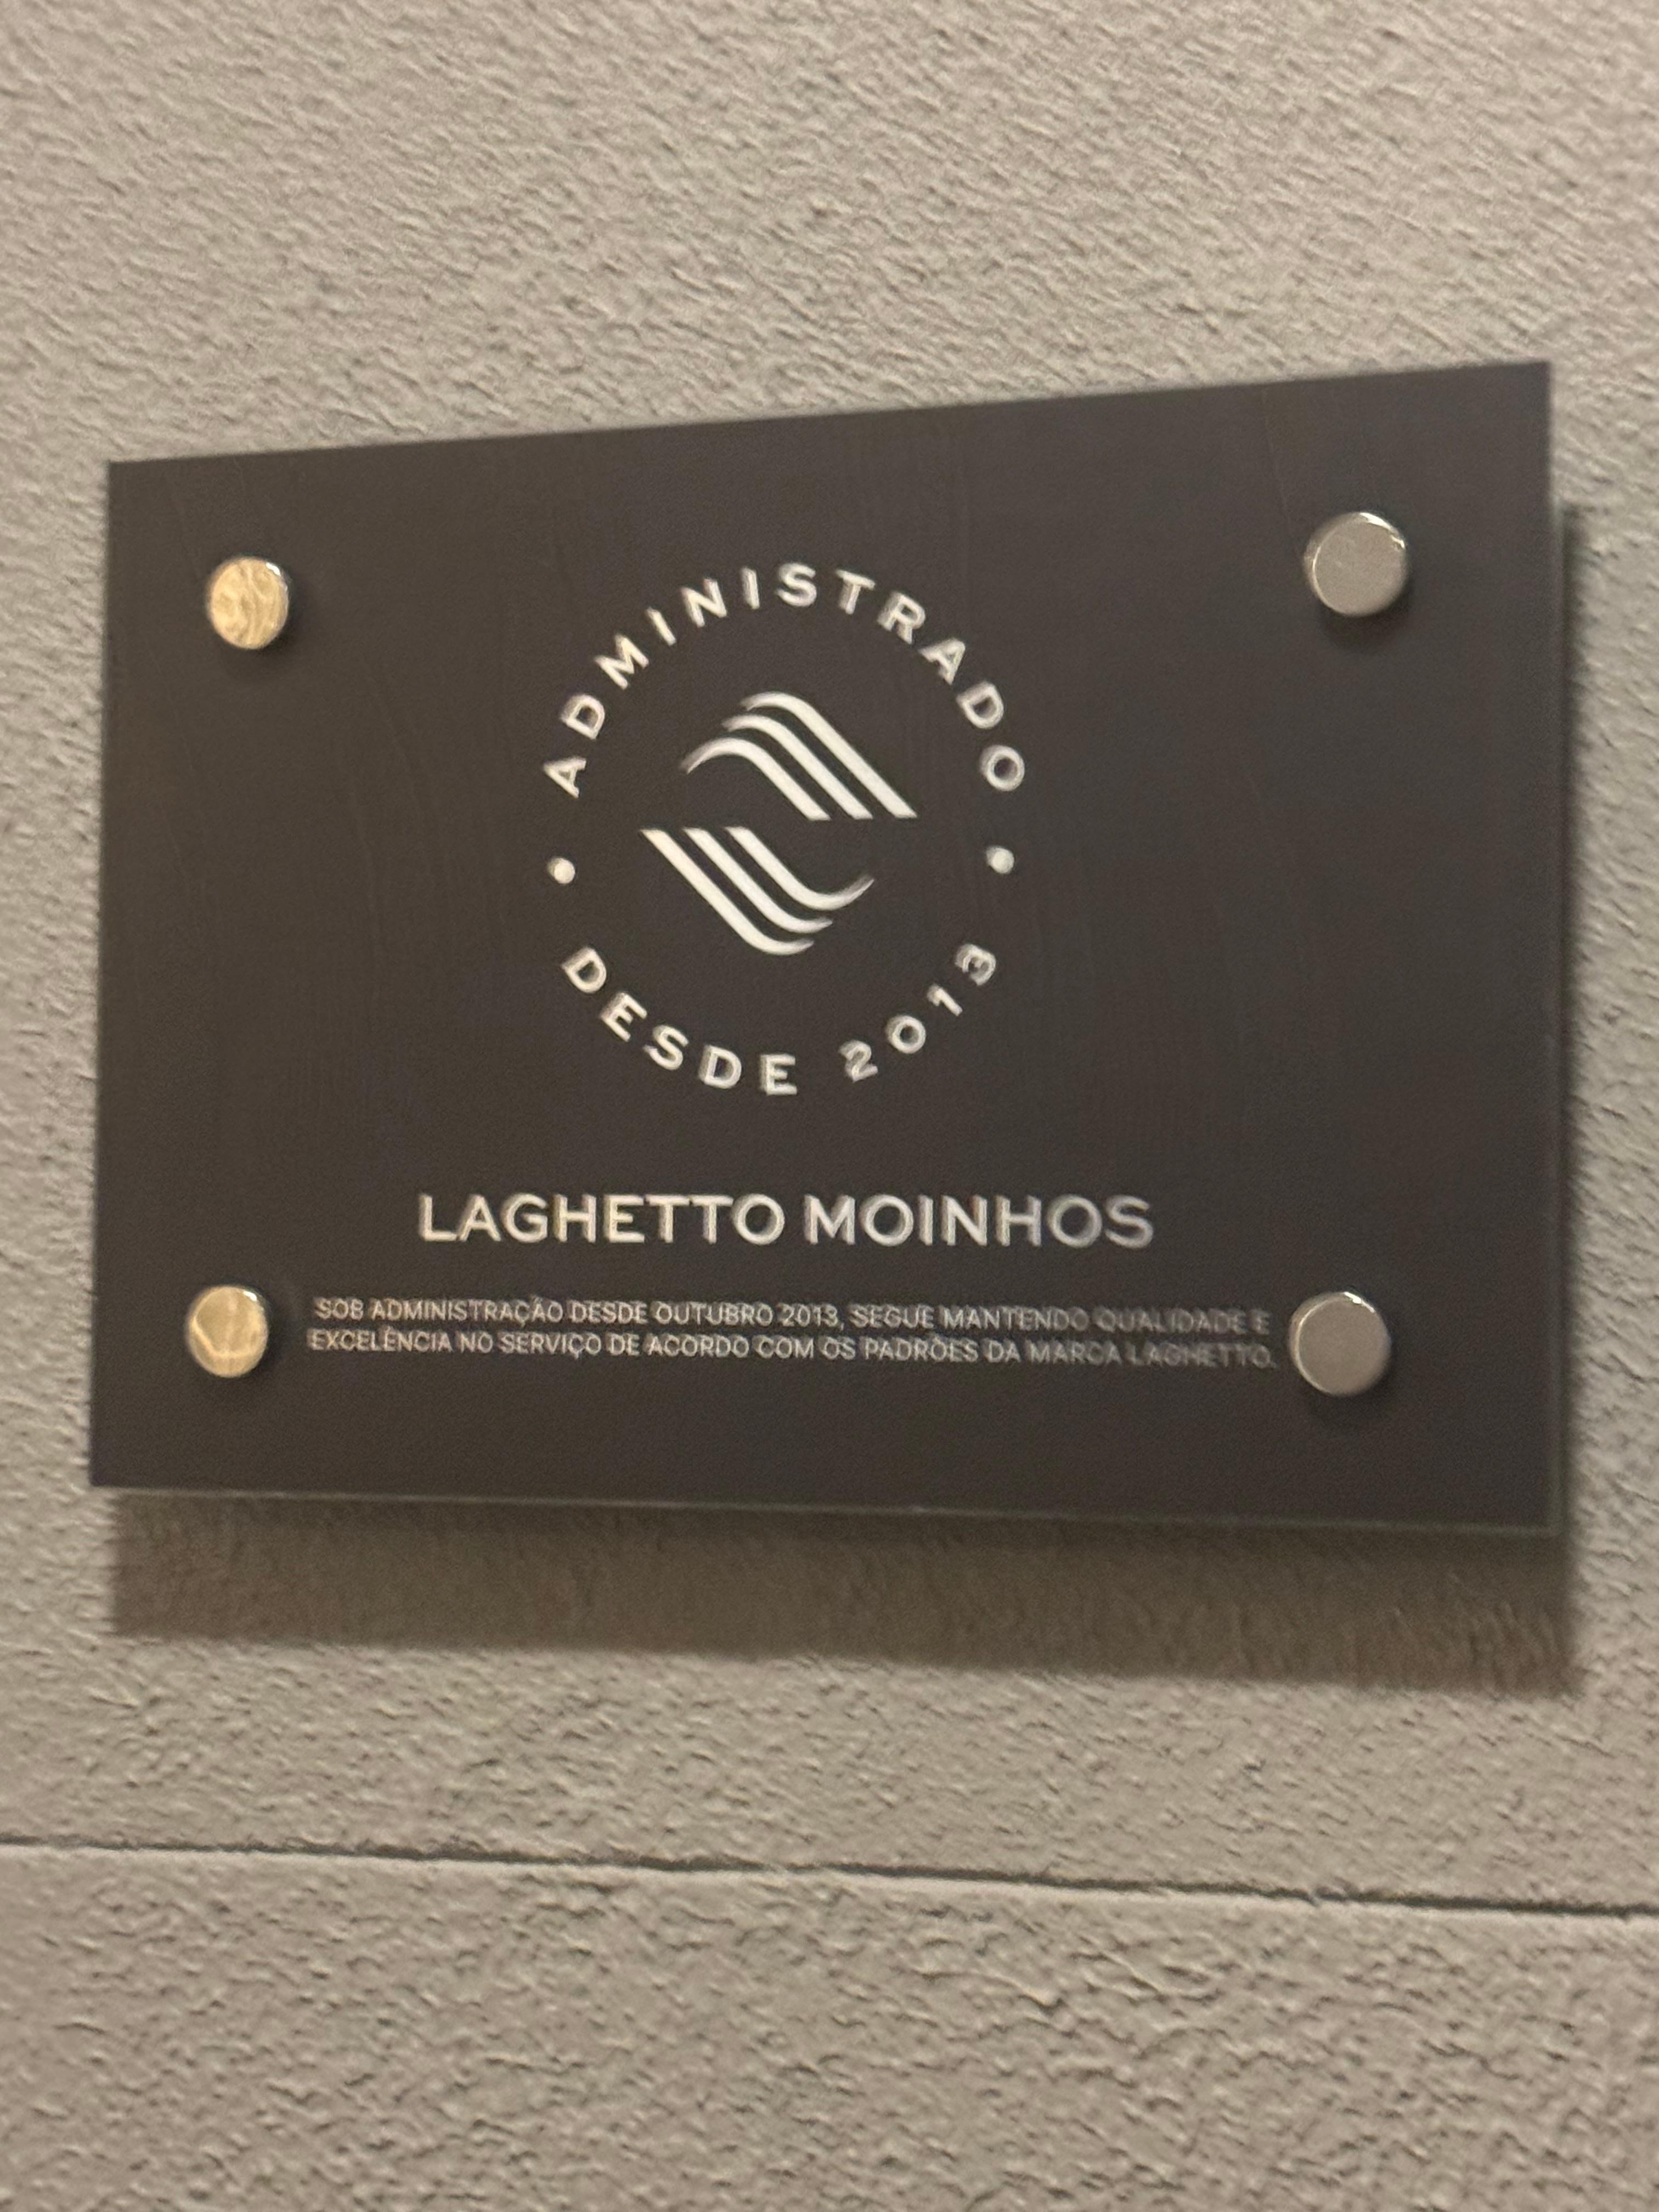 ADMINISTRADO
DESDE 2013
LAGHETTO MOINHOS
SOB ADMINISTRAÇÃO DESDE OUTUBRO 2013, SEGUE MANTENDO QUALIDADE E
EXCELÊNCIA NO SERVIÇO DE ACORDO COM OS PADRÕES DA MARCA LAGHETTO.